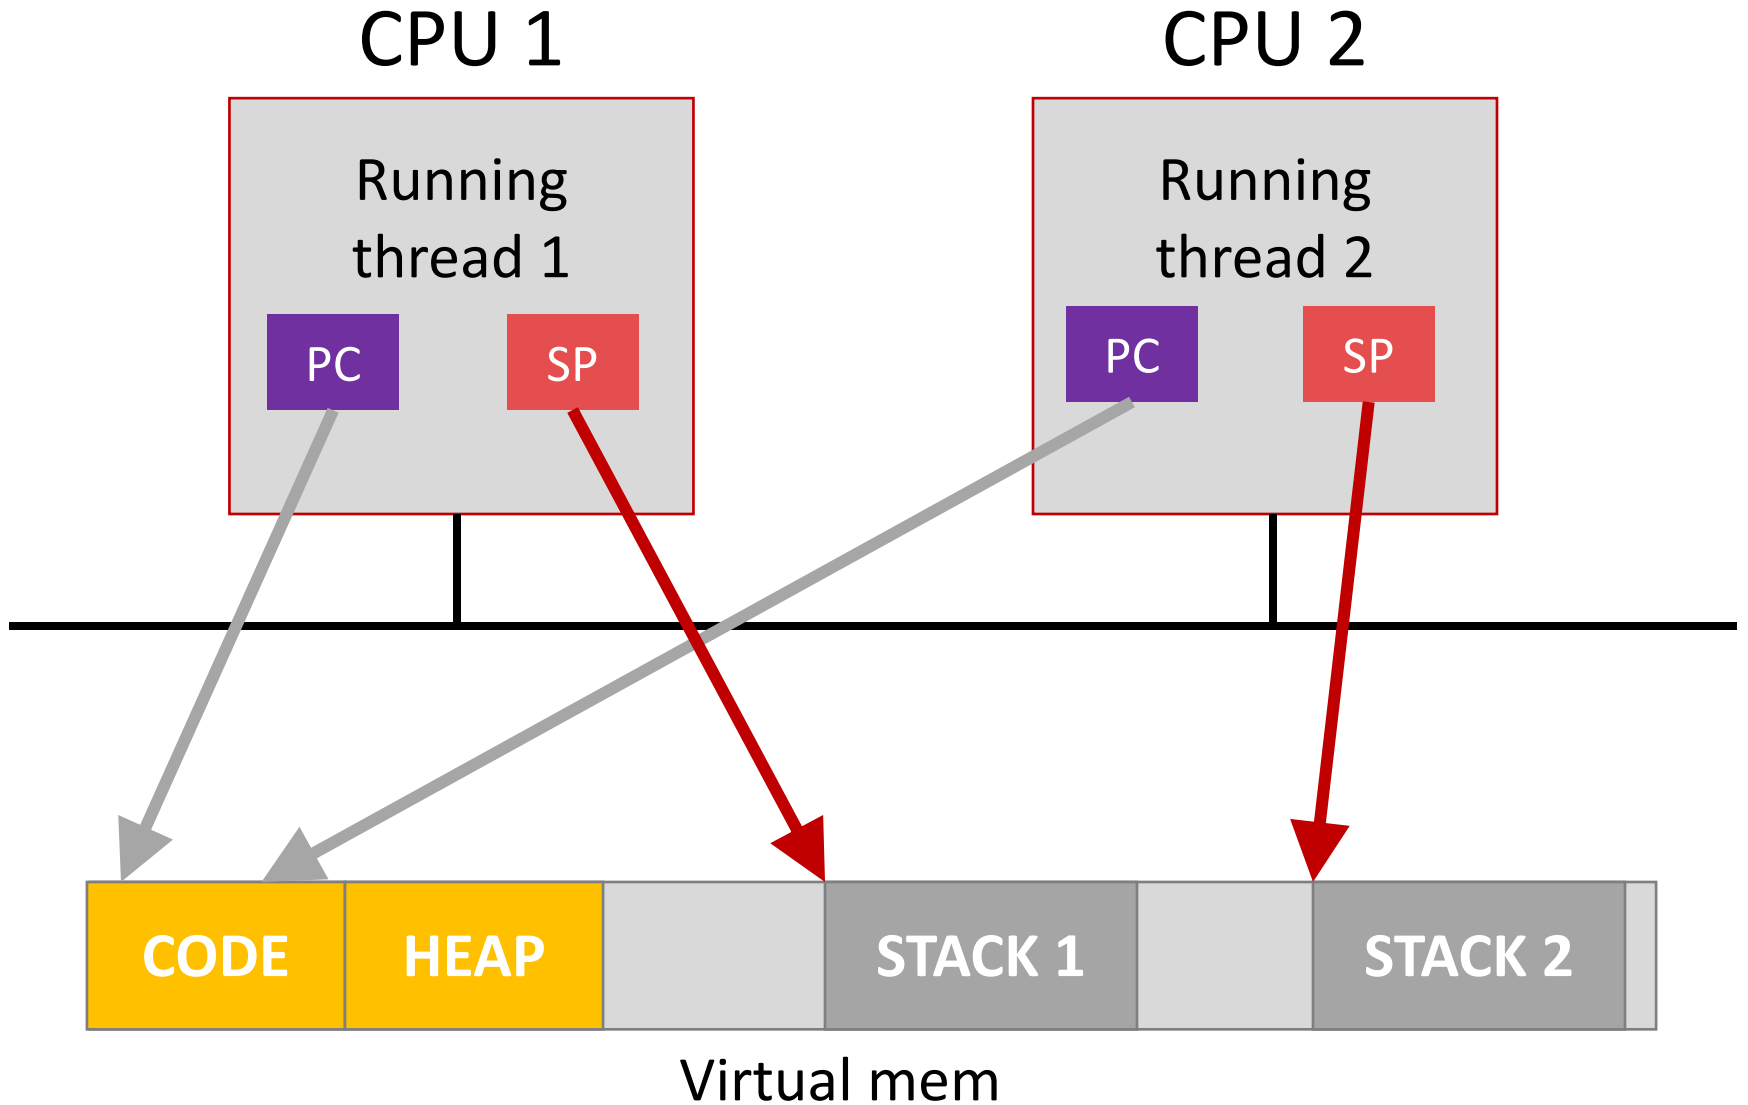 CPU 1
CPU 2
Running
thread 1
PC
SP
Running
thread 2
PC
SP
CODE
HEAP
STACK 1
STACK 2
Virtual mem